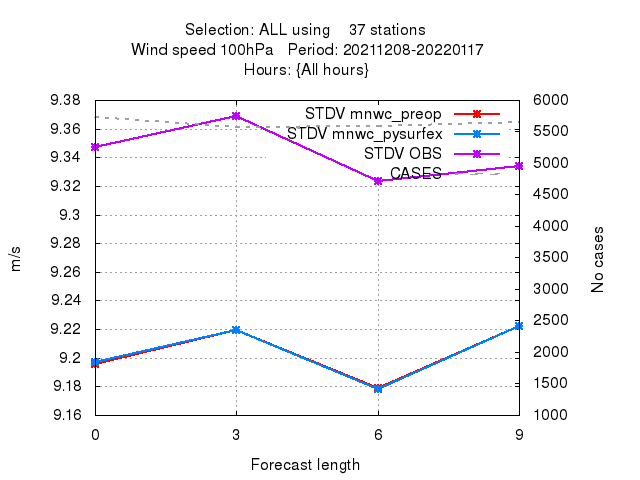 Selection: ALL using 37 stations
Wind speed 100hPa Period: 20211208-20220117
Hours: {All hours}
STDV mnwc_preop
STDV mnwc_pysurfex
STDV OBS
CASES
9.38
9.36
9.34
9.32
9.3
9.28
9.26
9.24
9.22
9.2
9.18
9.16
m/s
6000
5500
5000
4500
4000
3500
3000
2500
2000
1500
1000
No cases
0 3 6 9
Forecast length